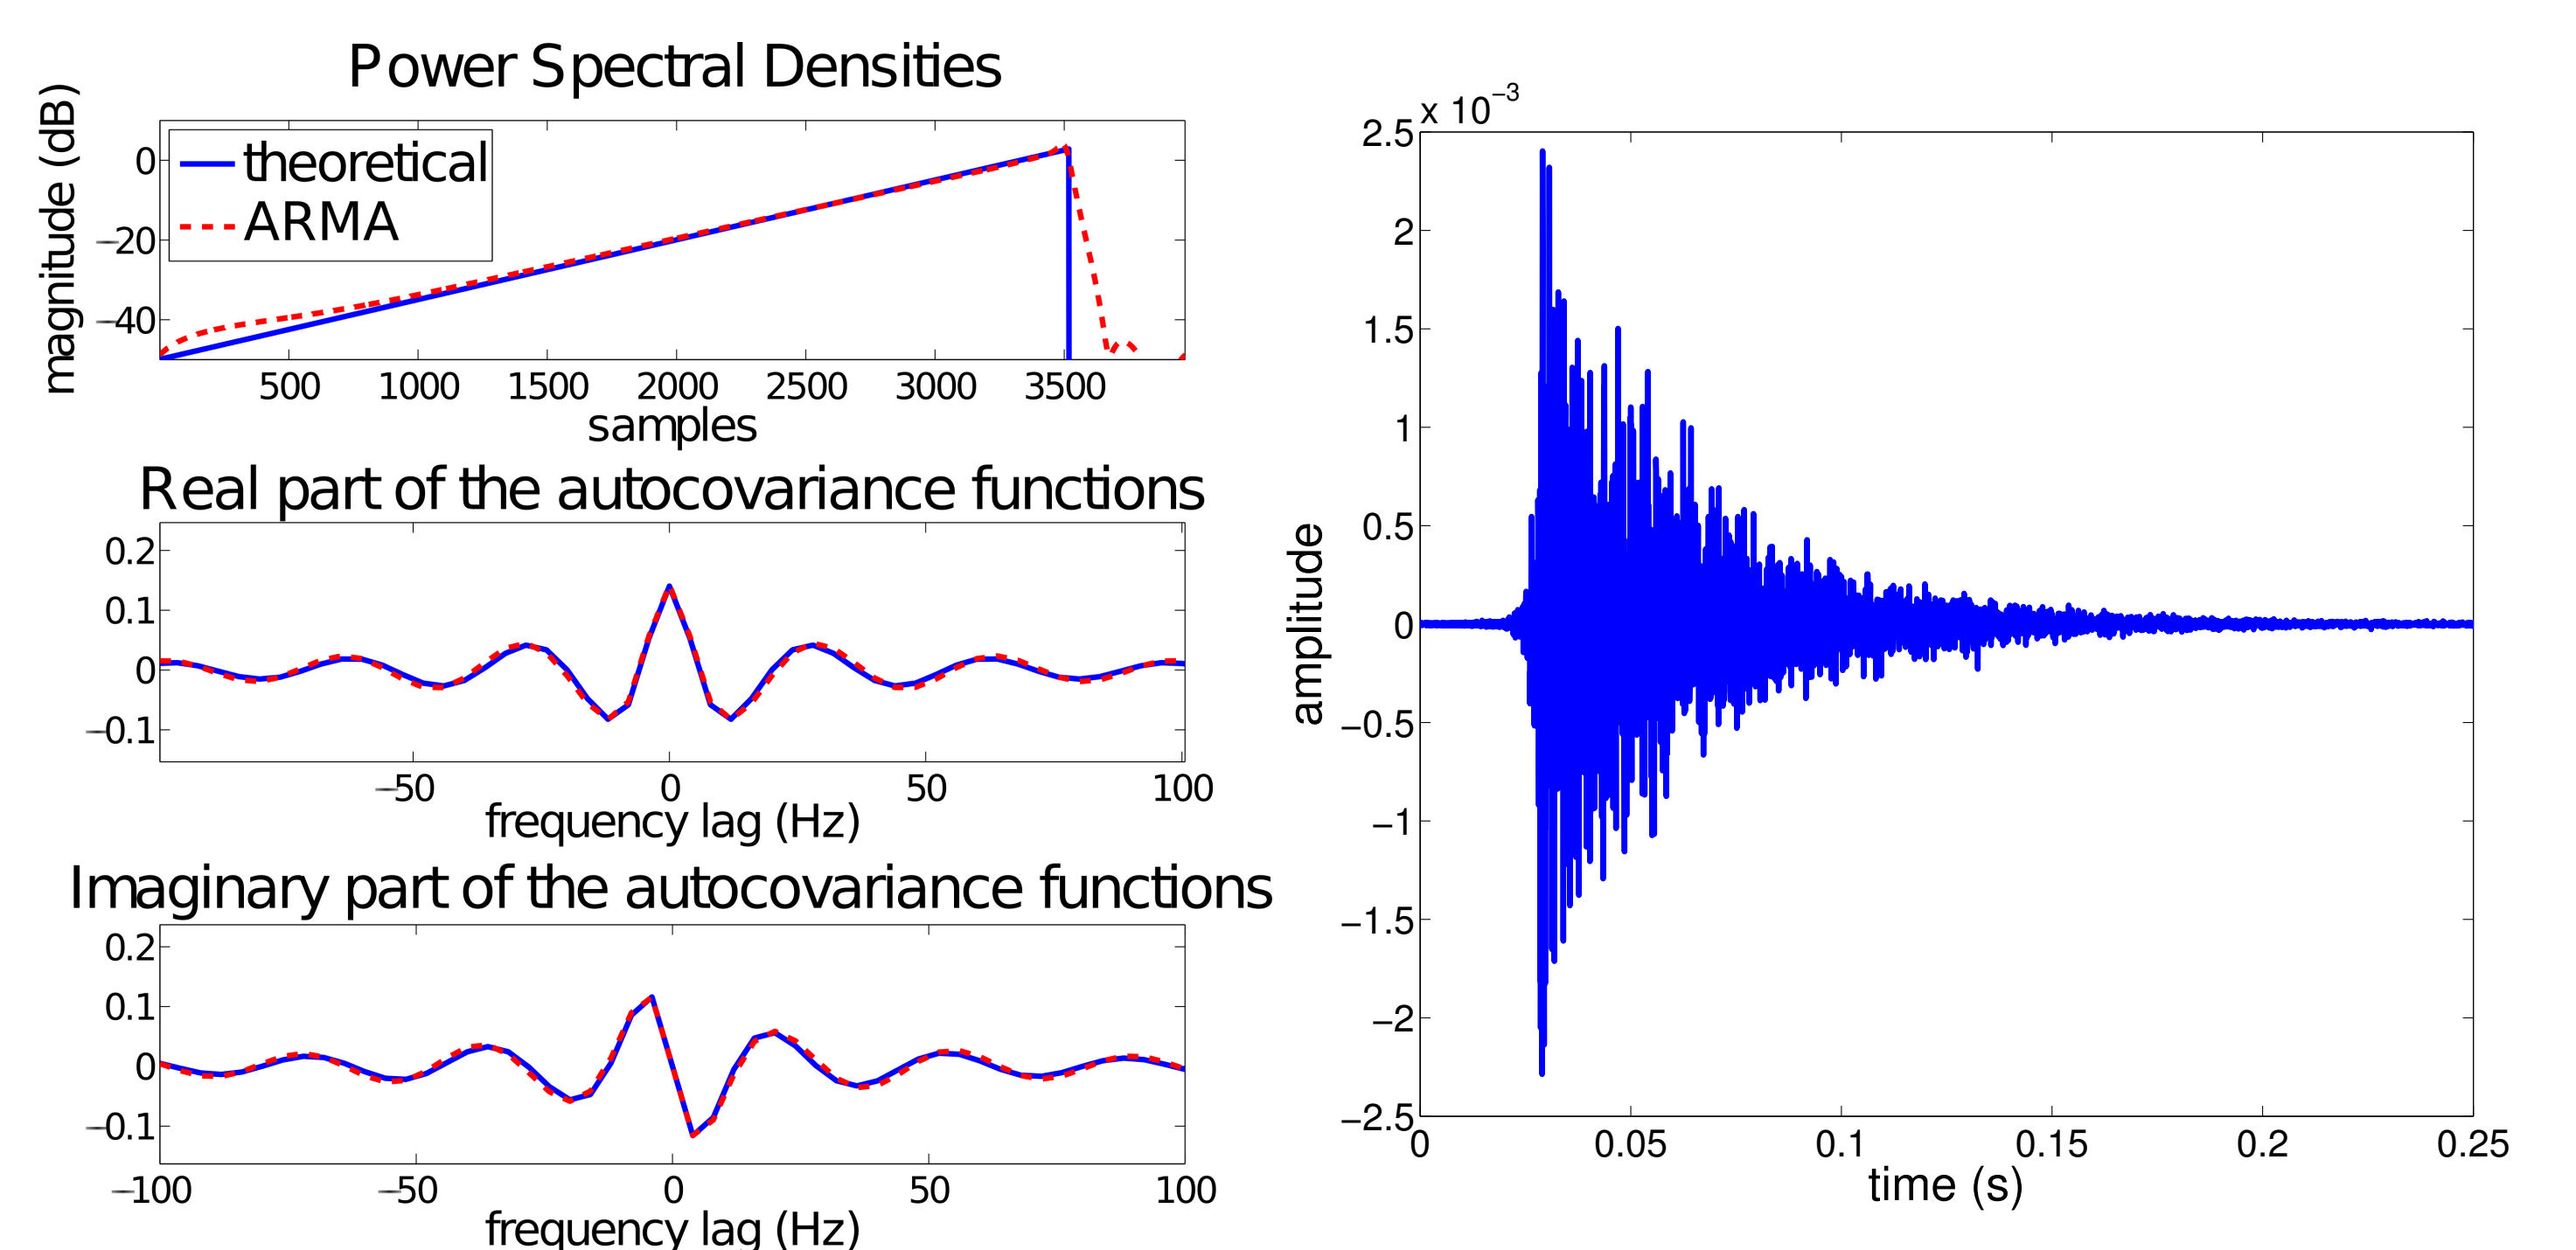 Power Spectral Densities
magnitude (dB)
0
−20
−40
theoretical
ARMA
500 1000 1500 2000 2500 3000 3500
samples
Real part of the autocovariance functions
0.2
0.1
0
−0.1
−50 0 50 100
frequency lag (Hz)
Imaginary part of the autocovariance functions
0.2
0.1
0
−0.1
−100 −50 0 50 100
frequency lag (Hz)
x 10−3
2.5
2
1.5
1
0.5
0
−0.5
−1
−1.5
−2
−2.5
amplitude
0 0.05 0.1 0.15 0.2 0.25
time (s)